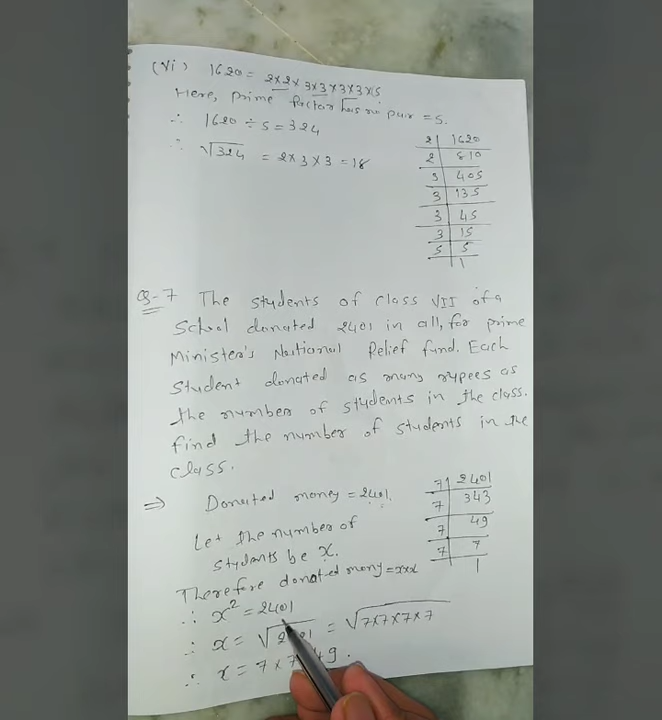 (vi) 1620 = 2×2×3×3×3×3×5
Here, prime factor has no pair = 5.
∴ 1620 ÷ 5 = 324
∴ √324 = 2×3×3 = 18
2 | 1620
2 | 810
3 | 405
3 | 135
3 | 45
3 | 15
5 | 5
1
Q-7 The students of class VII of a
School donated 2401 in all, for prime
Minister's National Relief fund. Each
student donated as many rupees as
the number of students in the class.
find the number of students in the
class.
⇒ Donated money = 2401.
Let the number of
students be x.
Therefore donated mony = x×x
∴ x² = 2401
∴ x = √2401 = √7×7×7×7
∴ x = 7×7 49.
7 | 2401
7 | 343
7 | 49
7 | 7
1